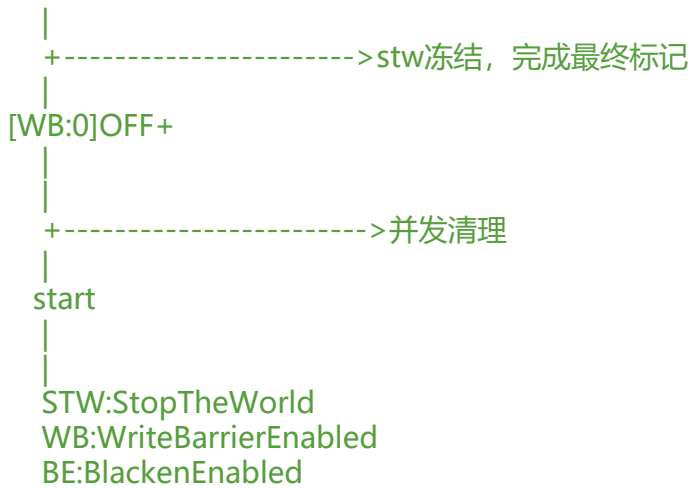 |
+----------------------->stw冻结，完成最终标记
|
[WB:0]OFF+
|
|
+------------------------>并发清理
|
start
|
|
STW:StopTheWorld
WB:WriteBarrierEnabled
BE:BlackenEnabled